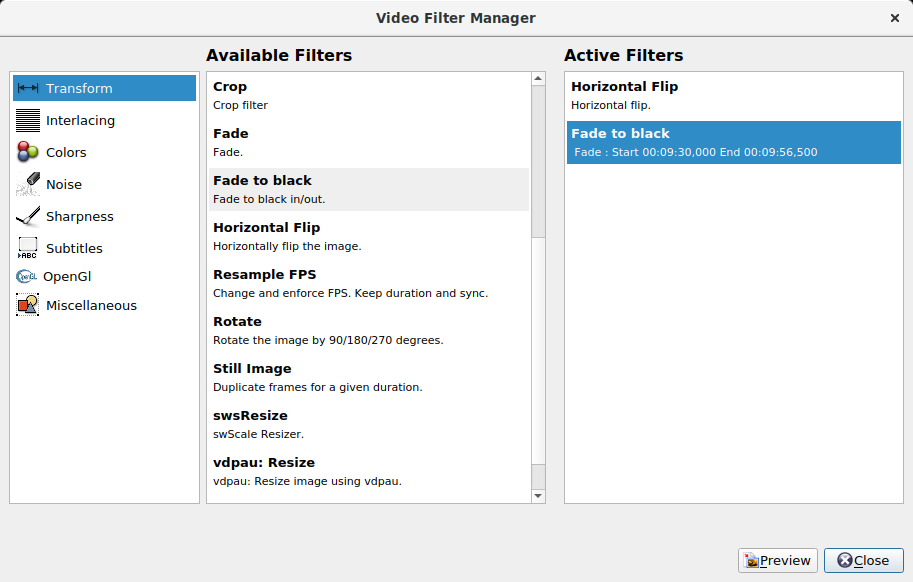 Video Filter Manager
Available Filters
Active Filters
Transform
Interlacing
Colors
Noise
Sharpness
ABC
Subtitles
OpenGL
OpenGl
Miscellaneous
Crop
Crop filter
Fade
Fade.
Fade to black
Fade to black in/out.
Horizontal Flip
Horizontally flip the image.
Resample FPS
Change and enforce FPS. Keep duration and sync.
Rotate
Rotate the image by 90/180/270 degrees.
Still Image
Duplicate frames for a given duration.
swsResize
swScale Resizer.
vdpau: Resize
vdpau: Resize image using vdpau.
Horizontal Flip
Horizontal flip.
Fade to black
Fade : Start 00:09:30,000 End 00:09:56,500
Preview
Close